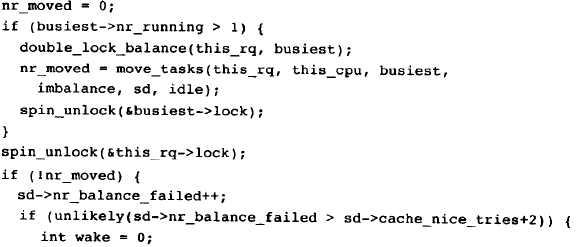 nr_moved = 0;
if (busiest->nr_running > 1) {
double_lock_balance(this_rq, busiest);
nr_moved = move_tasks(this_rq, this_cpu, busiest,
imbalance, sd, idle);
spin_unlock(&busiest->lock);
}
spin_unlock(&this_rq->lock);
if (!nr_moved) {
sd->nr_balance_failed++;
if (unlikely(sd->nr_balance_failed > sd->cache_nice_tries+2)) {
int wake = 0;